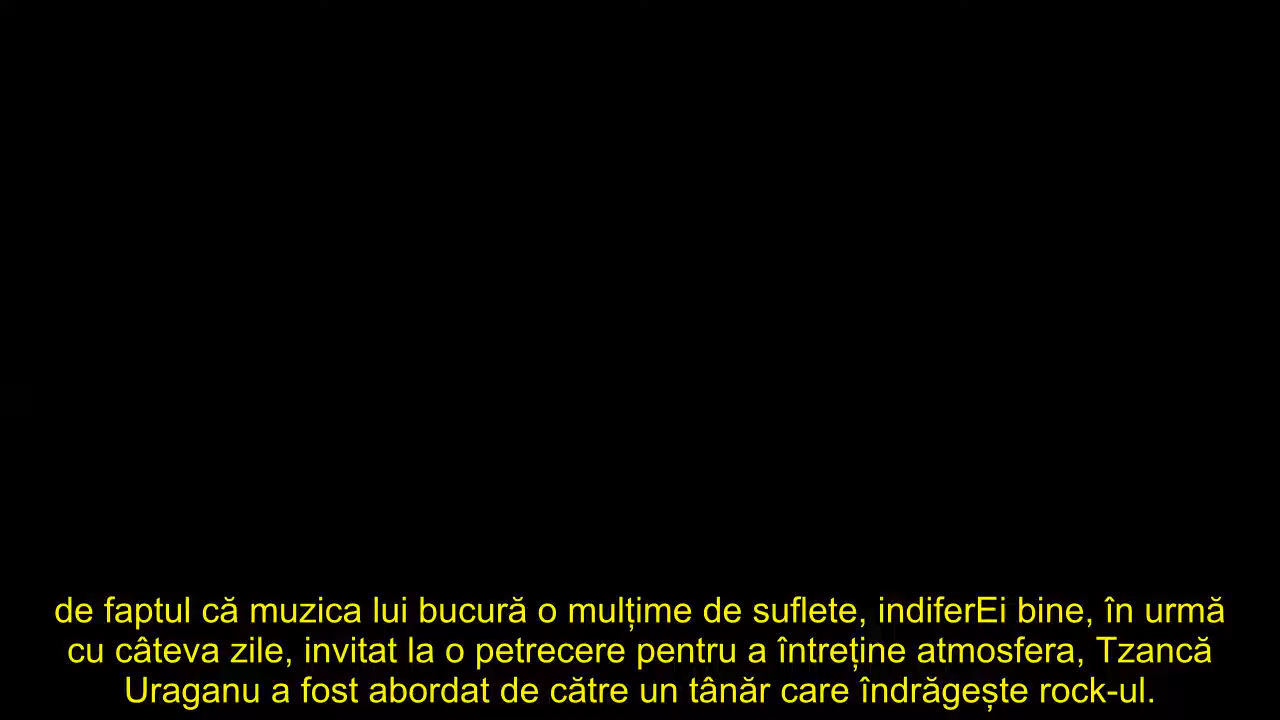 de faptul că muzica lui bucură o mulțime de suflete, indiferEi bine, în urmă
cu câteva zile, invitat la o petrecere pentru a întreține atmosfera, Tzancă
Uraganu a fost abordat de către un tânăr care îndrăgește rock-ul.